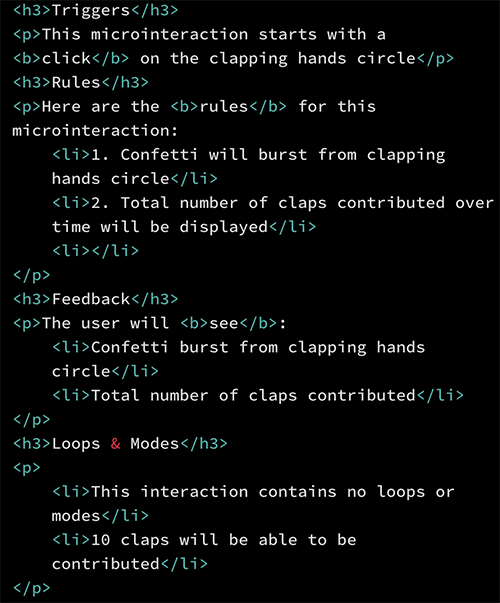 <h3>Triggers</h3>
<p>This microinteraction starts with a
<b>click</b> on the clapping hands circle</p>
<h3>Rules</h3>
<p>Here are the <b>rules</b> for this
microinteraction:
<li>1. Confetti will burst from clapping
hands circle</li>
<li>2. Total number of claps contributed over
time will be displayed</li>
<li></li>
</p>
<h3>Feedback</h3>
<p>The user will <b>see</b>:
<li>Confetti burst from clapping hands
circle</li>
<li>Total number of claps contributed</li>
</p>
<h3>Loops & Modes</h3>
<p>
<li>This interaction contains no loops or
modes</li>
<li>10 claps will be able to be
contributed</li>
</p>